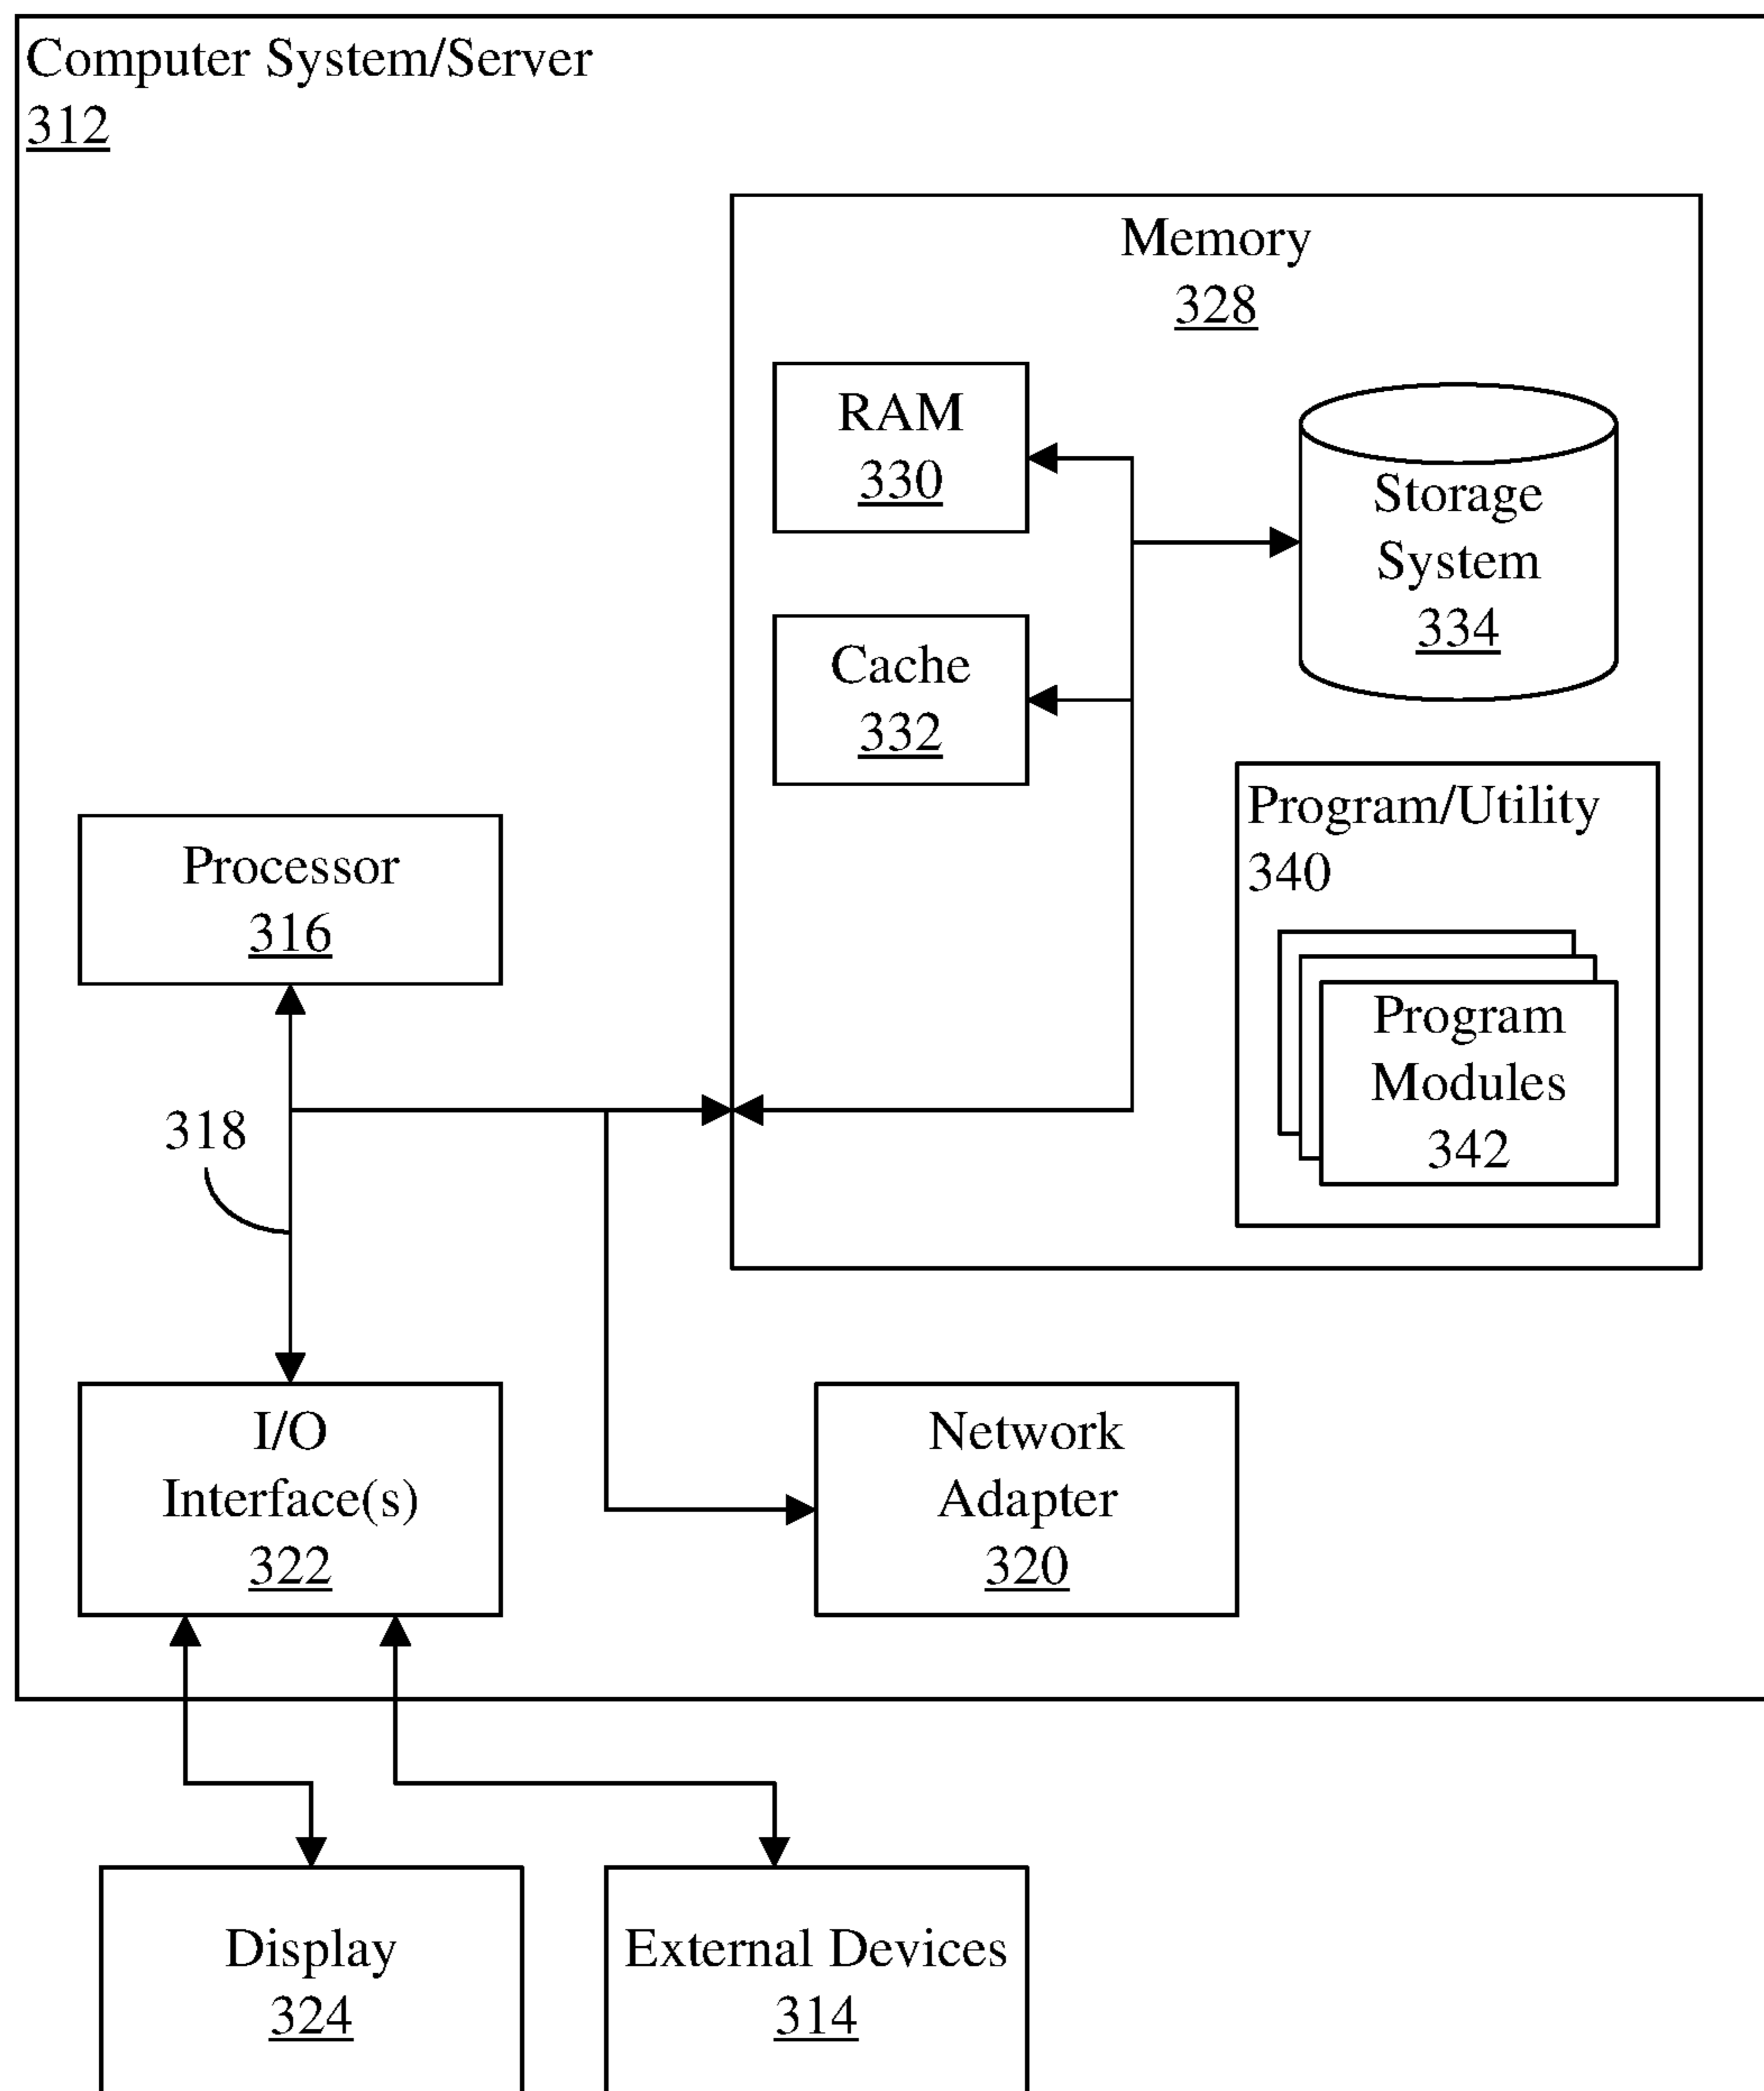 Computer System/Server
312
Memory
328
RAM
330
Storage
System
334
Cache
332
Program/Utility
340
Program
Modules
342
Processor
316
318
I/O
Interface(s)
322
Network
Adapter
320
Display
324
External Devices
314